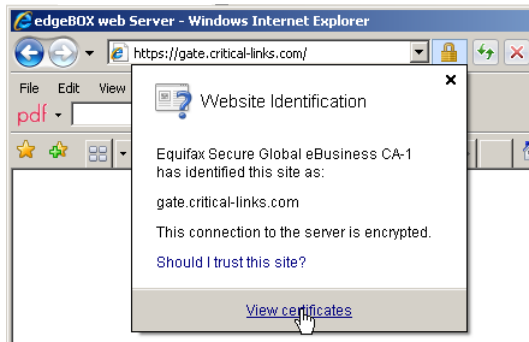 edgeBOX web Server - Windows Internet Explorer
https://gate.critical-links.com/
File Edit View
pdf
Website Identification
Equifax Secure Global eBusiness CA-1
has identified this site as:
gate.critical-links.com
This connection to the server is encrypted.
Should I trust this site?
View certificates